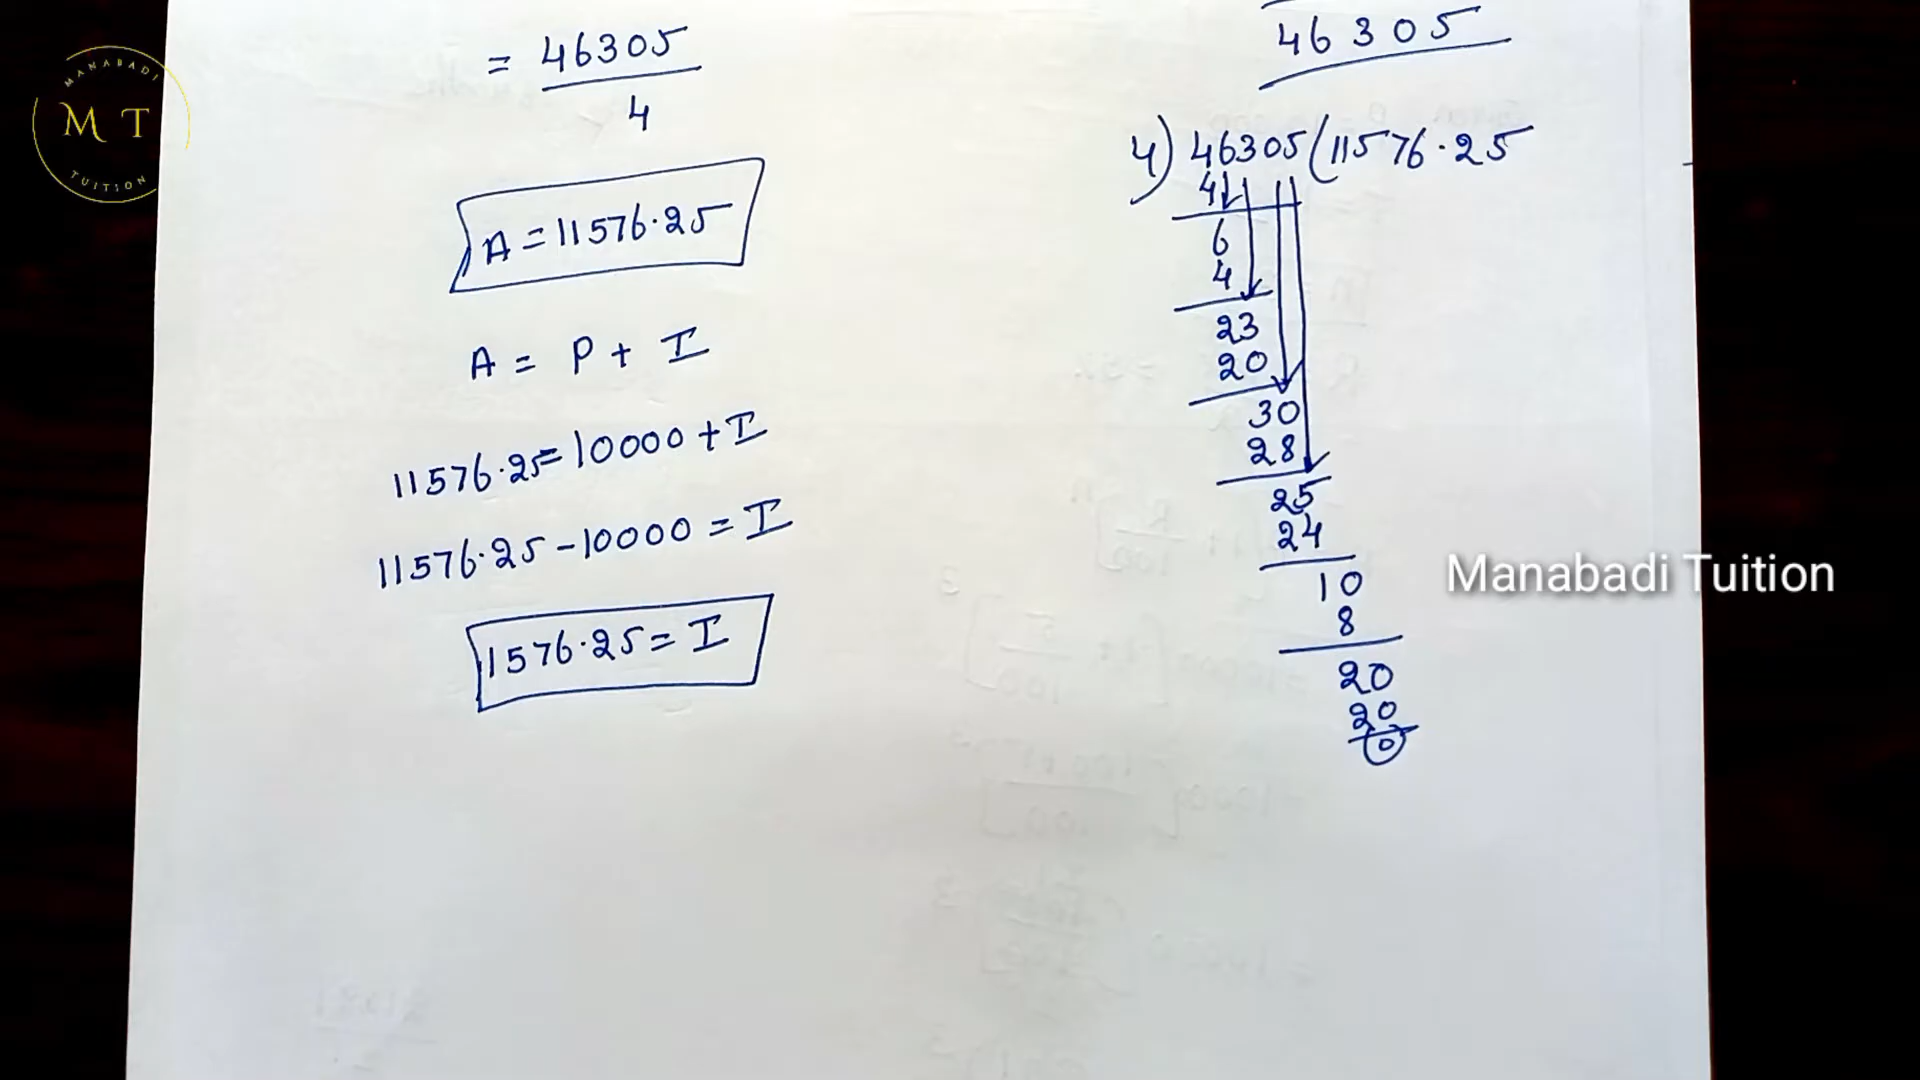 MANABADI
M T
TUITION
= 46305
4
A = 11576.25
A = P + I
11576.25 = 10000 + I
11576.25 - 10000 = I
1576.25 = I
46305
4) 46305 ( 11576.25
4
6
4
23
20
30
28
25
24
10
8
20
20
0
Manabadi Tuition